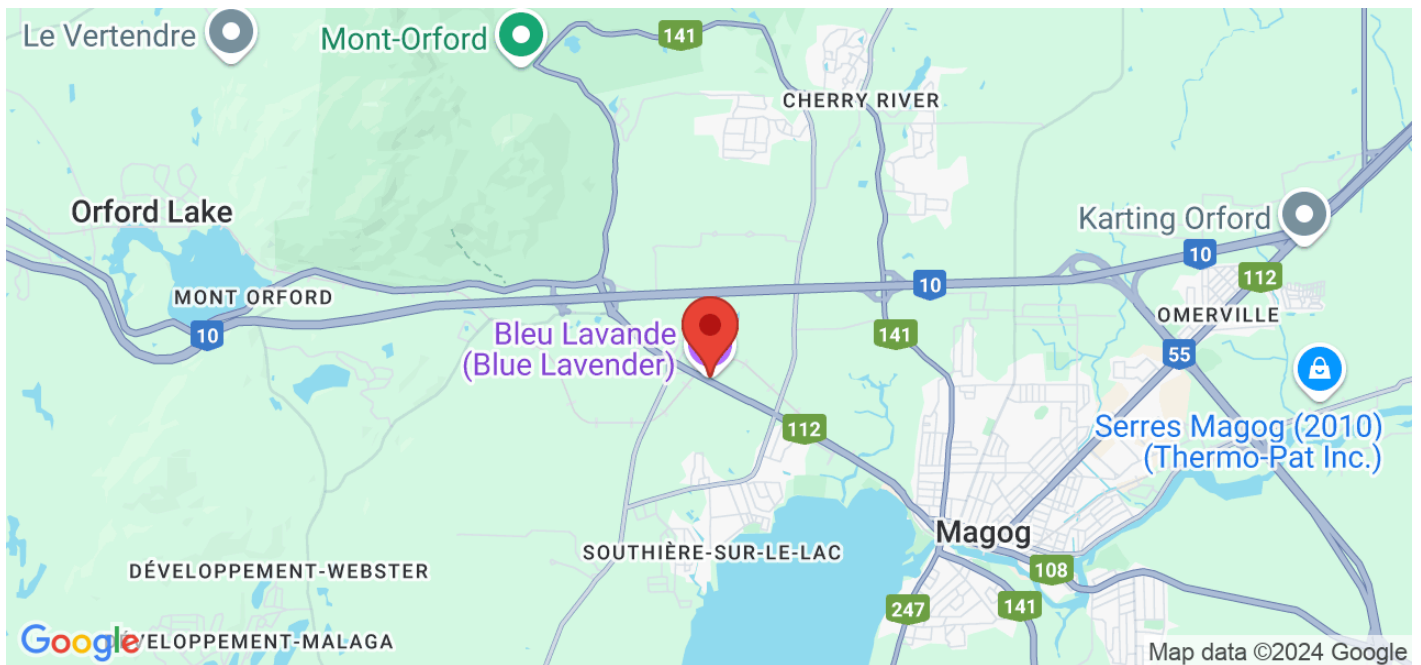 Le Vertendre
Mont-Orford
141
CHERRY RIVER
Orford Lake
Karting Orford
10
112
MONT ORFORD
10
10
OMERVILLE
Bleu Lavande
(Blue Lavender)
141
55
112
Serres Magog (2010)
(Thermo-Pat Inc.)
Magog
SOUTHIÈRE-SUR-LE-LAC
DÉVELOPPEMENT-WEBSTER
108
247
141
Google
DÉVELOPPEMENT-MALAGA
Map data ©2024 Google